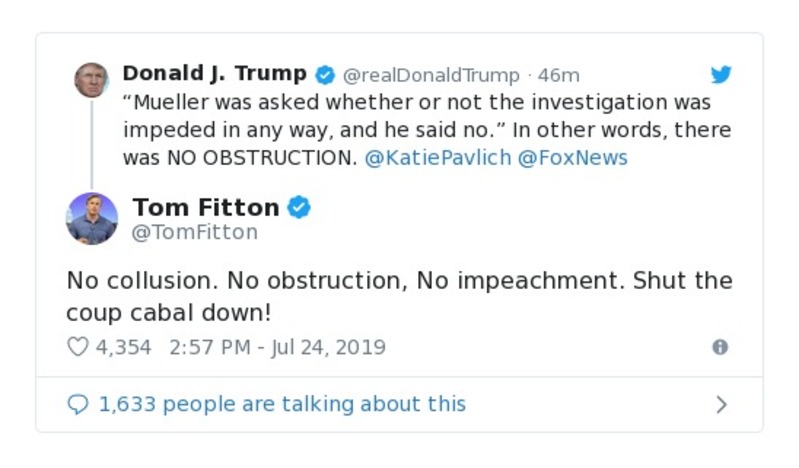 Donald J. Trump @realDonaldTrump · 46m
“Mueller was asked whether or not the investigation was
impeded in any way, and he said no.” In other words, there
was NO OBSTRUCTION. @KatiePavlich @FoxNews
Tom Fitton
@TomFitton
No collusion. No obstruction, No impeachment. Shut the
coup cabal down!
4,354 2:57 PM - Jul 24, 2019
1,633 people are talking about this